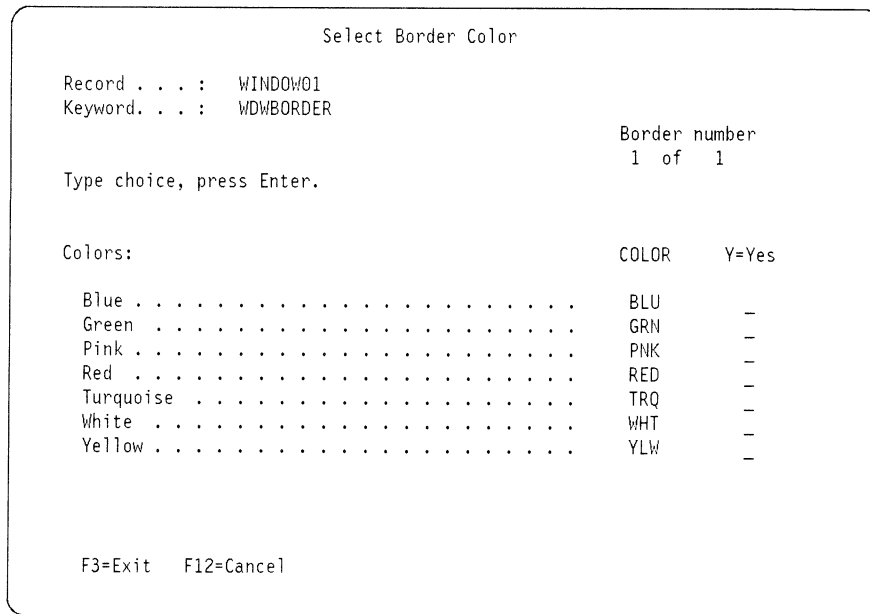 Select Border Color
Record . . . :   WINDOW01
Keyword. . . :   WDWBORDER
Border number
1  of   1
Type choice, press Enter.
Colors:   COLOR   Y=Yes
Blue . . . . . . . . . . . . . . . . . . . . . .   BLU   _
Green  . . . . . . . . . . . . . . . . . . . . .   GRN   _
Pink . . . . . . . . . . . . . . . . . . . . . .   PNK   _
Red  . . . . . . . . . . . . . . . . . . . . . .   RED   _
Turquoise  . . . . . . . . . . . . . . . . . . .   TRQ   _
White  . . . . . . . . . . . . . . . . . . . . .   WHT   _
Yellow . . . . . . . . . . . . . . . . . . . . .   YLW   _
F3=Exit   F12=Cancel